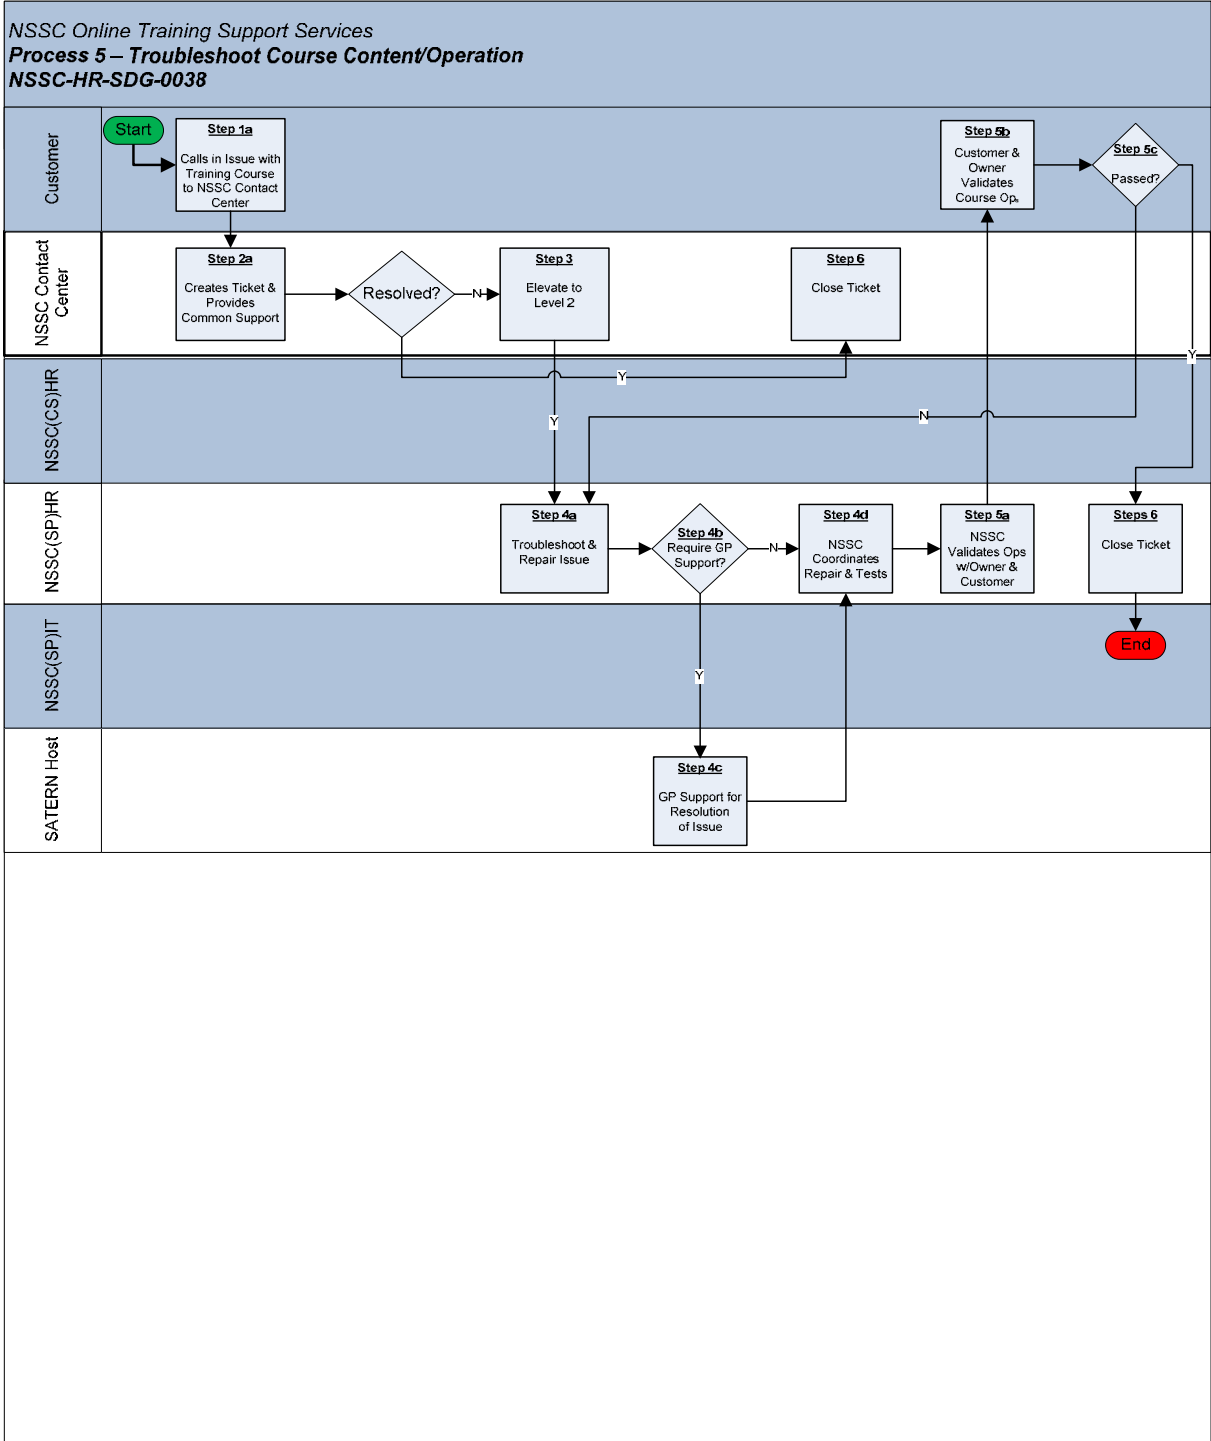 NSSC Online Training Support Services
Process 5 – Troubleshoot Course Content/Operation
NSSC-HR-SDG-0038
Customer
Start
Step 1a
Calls in Issue with
Training Course
to NSSC Contact
Center
Step 5b
Customer &
Owner
Validates
Course Ops
Step 5c
Passed?
NSSC Contact
Center
Step 2a
Creates Ticket &
Provides
Common Support
Resolved?
N
Step 3
Elevate to
Level 2
Step 6
Close Ticket
Y
NSSC(CS)HR
Y
Y
N
NSSC(SP)HR
Step 4a
Troubleshoot &
Repair Issue
Step 4b
Require GP
Support?
N
Step 4d
NSSC
Coordinates
Repair & Tests
Step 5a
NSSC
Validates Ops
w/Owner &
Customer
Steps 6
Close Ticket
NSSC(SP)IT
End
Y
SATERN Host
Step 4c
GP Support for
Resolution
of Issue